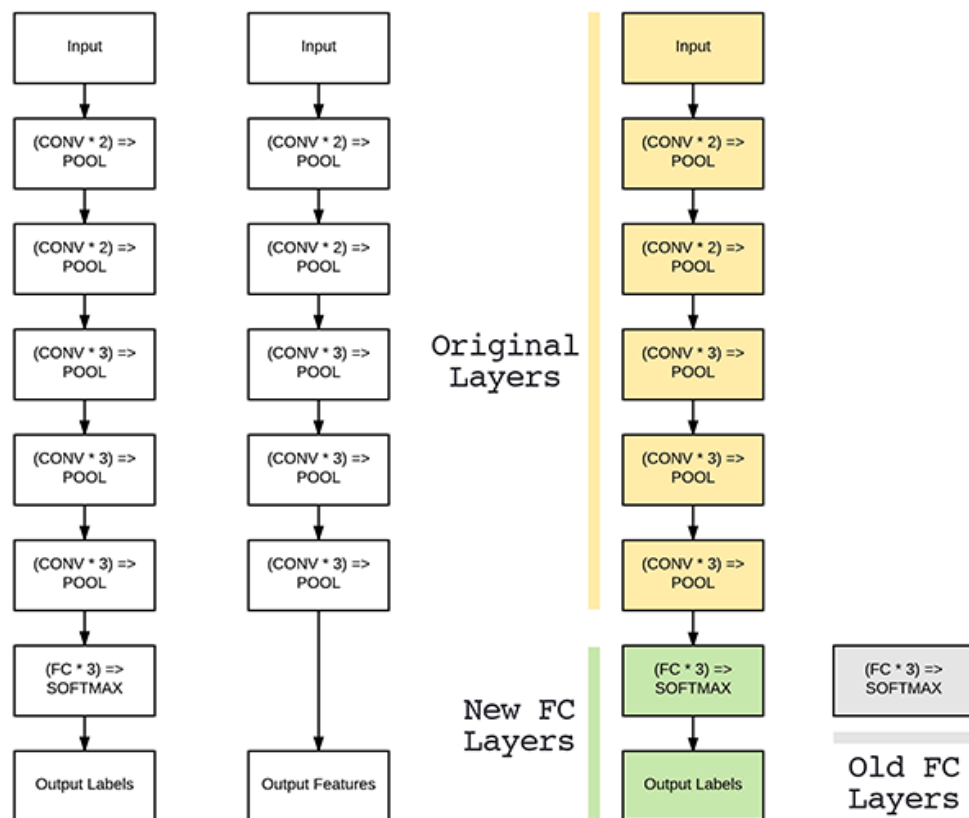 Input
(CONV * 2) =>
POOL
(CONV * 2) =>
POOL
(CONV * 3) =>
POOL
(CONV * 3) =>
POOL
(CONV * 3) =>
POOL
(FC * 3) =>
SOFTMAX
Output Labels
Input
(CONV * 2) =>
POOL
(CONV * 2) =>
POOL
(CONV * 3) =>
POOL
(CONV * 3) =>
POOL
(CONV * 3) =>
POOL
Output Features
Original
Layers
New FC
Layers
Input
(CONV * 2) =>
POOL
(CONV * 2) =>
POOL
(CONV * 3) =>
POOL
(CONV * 3) =>
POOL
(CONV * 3) =>
POOL
(FC * 3) =>
SOFTMAX
Output Labels
(FC * 3) =>
SOFTMAX
Old FC
Layers